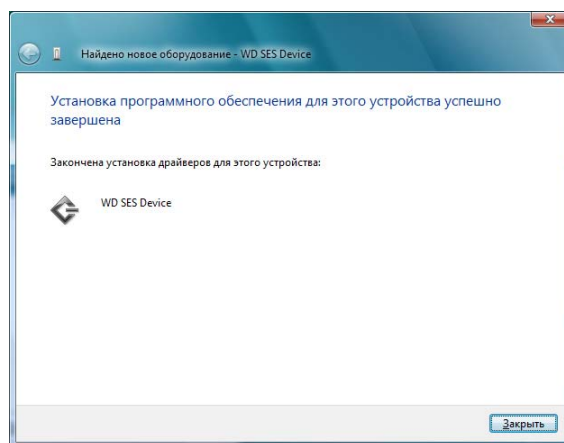 Найдено новое оборудование - WD SES Device
Установка программного обеспечения для этого устройства успешно
завершена
Закончена установка драйверов для этого устройства:
WD SES Device
Закрыть